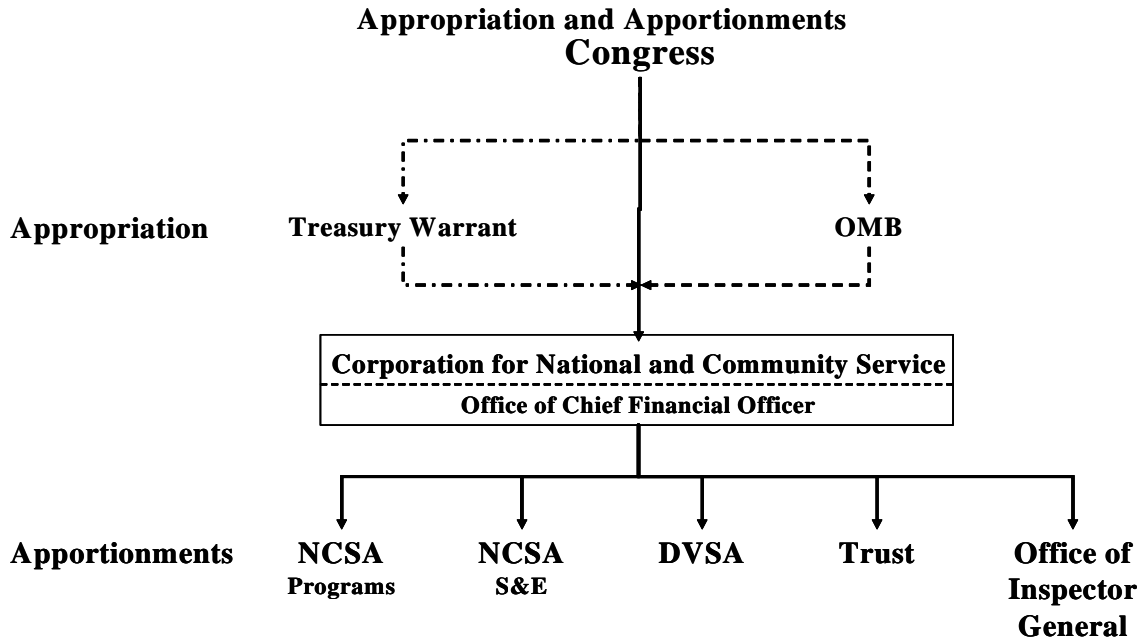 Appropriation and Apportionments
Congress
Appropriation
Treasury Warrant
OMB
Corporation for National and Community Service
Office of Chief Financial Officer
Apportionments
NCSA
Programs
NCSA
S&E
DVSA
Trust
Office of
Inspector
General